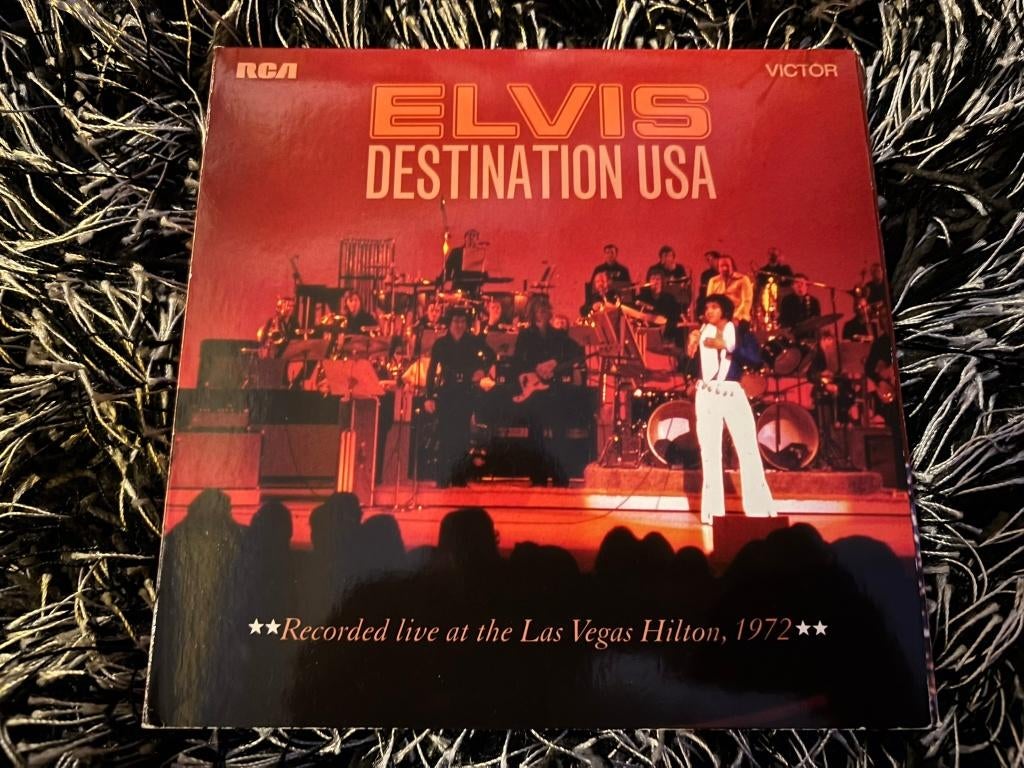 RCA VICTOR
ELVIS
DESTINATION USA
★★Recorded live at the Las Vegas Hilton, 1972★★